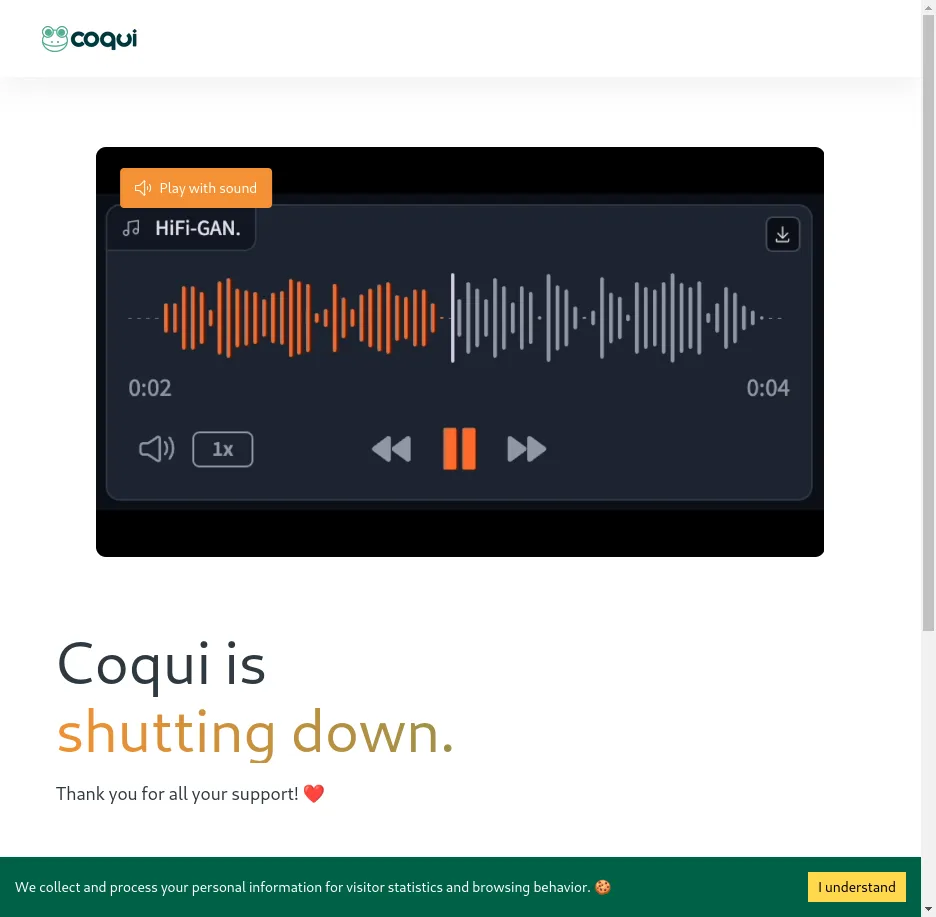 coqui
Play with sound
HiFi-GAN.
0:02
0:04
1x
Coqui is
shutting down.
Thank you for all your support! ❤️
We collect and process your personal information for visitor statistics and browsing behavior. 🍪
I understand